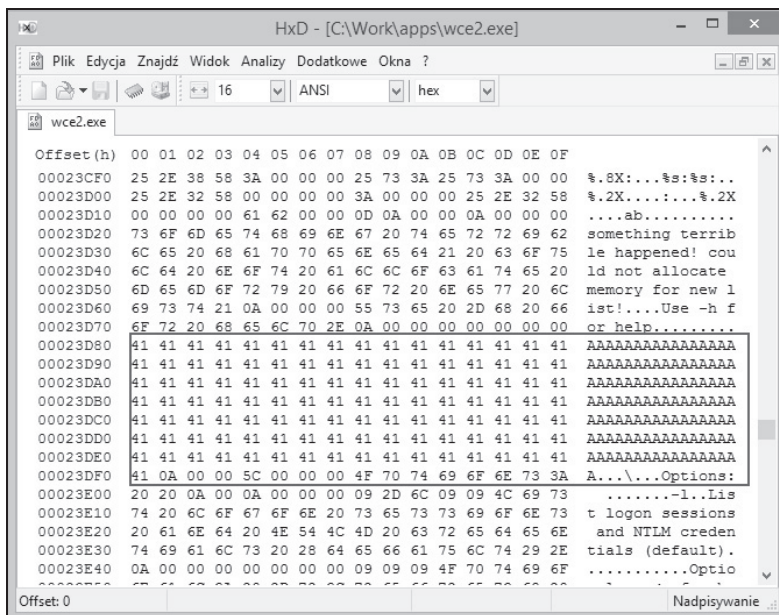 HxD - [C:\Work\apps\wce2.exe]
Plik Edycja Znajdź Widok Analizy Dodatkowe Okna ?
16 ANSI hex
wce2.exe
Offset(h) 00 01 02 03 04 05 06 07 08 09 0A 0B 0C 0D 0E 0F
00023CF0 25 2E 38 58 3A 00 00 00 25 73 3A 25 73 3A 00 00 %.8X:...%s:%s:..
00023D00 25 2E 32 58 00 00 00 00 3A 00 00 00 25 2E 32 58 %.2X....:...%.2X
00023D10 00 00 00 00 61 62 00 00 0D 0A 00 00 0A 00 00 00 ....ab..........
00023D20 73 6F 6D 65 74 68 69 6E 67 20 74 65 72 72 69 62 something terrib
00023D30 6C 65 20 68 61 70 70 65 6E 65 64 21 20 63 6F 75 le happened! cou
00023D40 6C 64 20 6E 6F 74 20 61 6C 6C 6F 63 61 74 65 20 ld not allocate
00023D50 6D 65 6D 6F 72 79 20 66 6F 72 20 6E 65 77 20 6C memory for new l
00023D60 69 73 74 21 0A 00 00 00 55 73 65 20 2D 68 20 66 ist!....Use -h f
00023D70 6F 72 20 68 65 6C 70 2E 0A 00 00 00 00 00 00 00 or help.........
00023D80 41 41 41 41 41 41 41 41 41 41 41 41 41 41 41 41 AAAAAAAAAAAAAAAA
00023D90 41 41 41 41 41 41 41 41 41 41 41 41 41 41 41 41 AAAAAAAAAAAAAAAA
00023DA0 41 41 41 41 41 41 41 41 41 41 41 41 41 41 41 41 AAAAAAAAAAAAAAAA
00023DB0 41 41 41 41 41 41 41 41 41 41 41 41 41 41 41 41 AAAAAAAAAAAAAAAA
00023DC0 41 41 41 41 41 41 41 41 41 41 41 41 41 41 41 41 AAAAAAAAAAAAAAAA
00023DD0 41 41 41 41 41 41 41 41 41 41 41 41 41 41 41 41 AAAAAAAAAAAAAAAA
00023DE0 41 41 41 41 41 41 41 41 41 41 41 41 41 41 41 41 AAAAAAAAAAAAAAAA
00023DF0 41 0A 00 00 5C 00 00 00 4F 70 74 69 6F 6E 73 3A A...\...Options:
00023E00 20 20 0A 00 0A 00 00 00 09 2D 6C 09 09 4C 69 73 .......-l..Lis
00023E10 74 20 6C 6F 67 6F 6E 20 73 65 73 73 69 6F 6E 73 t logon sessions
00023E20 20 61 6E 64 20 4E 54 4C 4D 20 63 72 65 64 65 6E and NTLM creden
00023E30 74 69 61 6C 73 20 28 64 65 66 61 75 6C 74 29 2E tials (default).
00023E40 0A 00 00 00 00 00 00 00 09 09 09 4F 70 74 69 6F ...........Optio
Offset: 0 Nadpisywanie